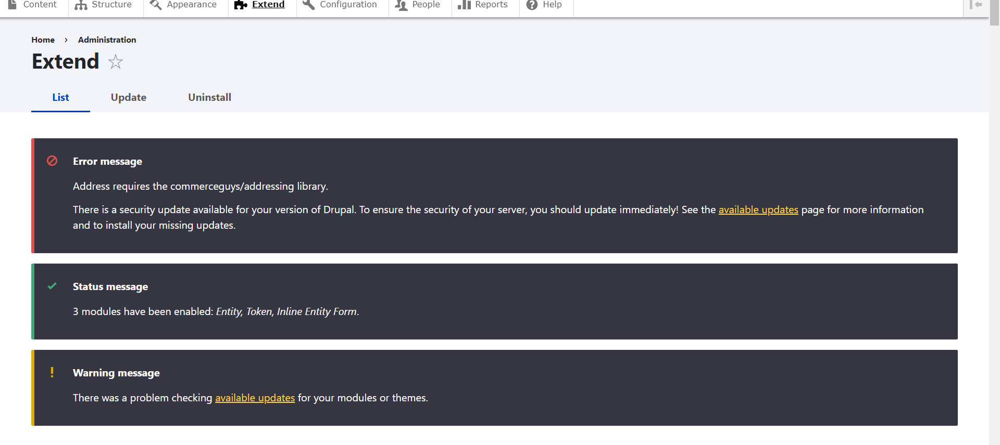 Content Structure Appearance Extend Configuration People Reports Help
Home › Administration
Extend ☆
List Update Uninstall
Error message
Address requires the commerceguys/addressing library.
There is a security update available for your version of Drupal. To ensure the security of your server, you should update immediately! See the available updates page for more information
and to install your missing updates.
Status message
3 modules have been enabled: Entity, Token, Inline Entity Form.
Warning message
There was a problem checking available updates for your modules or themes.